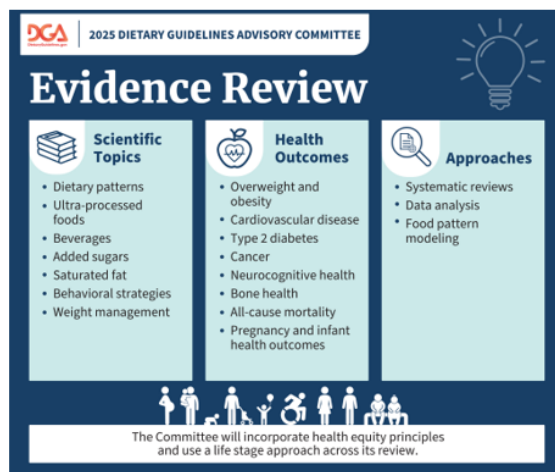 DGA
DietaryGuidelines.gov
2025 DIETARY GUIDELINES ADVISORY COMMITTEE
Evidence Review
Scientific
Topics
• Dietary patterns
• Ultra-processed
foods
• Beverages
• Added sugars
• Saturated fat
• Behavioral strategies
• Weight management
Health
Outcomes
• Overweight and
obesity
• Cardiovascular disease
• Type 2 diabetes
• Cancer
• Neurocognitive health
• Bone health
• All-cause mortality
• Pregnancy and infant
health outcomes
Approaches
• Systematic reviews
• Data analysis
• Food pattern
modeling
The Committee will incorporate health equity principles
and use a life stage approach across its review.